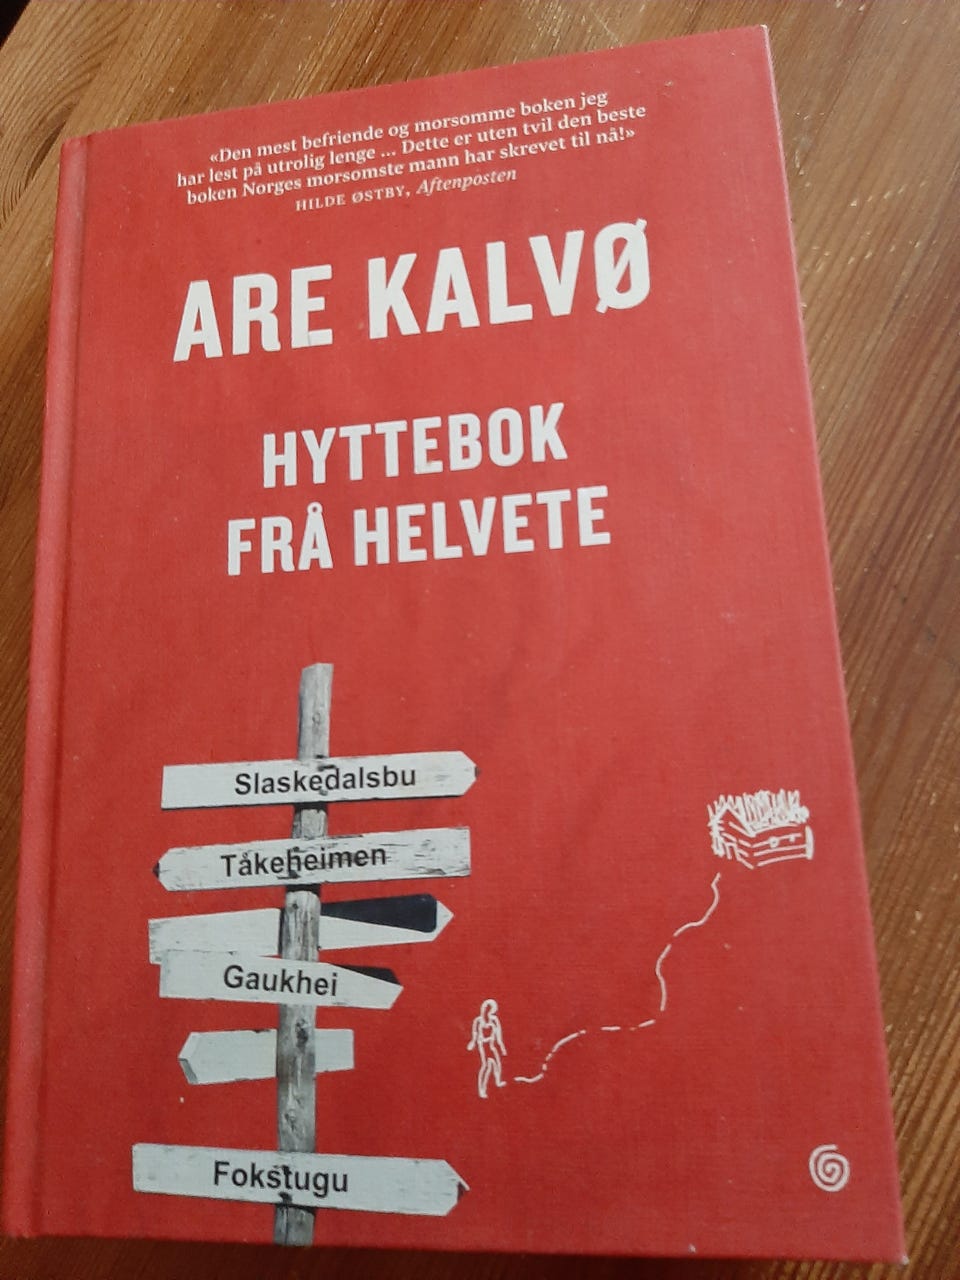 «Den mest befriende og morsomme boken jeg
har lest på utrolig lenge ... Dette er uten tvil den beste
boken Norges morsomste mann har skrevet til nå!»
HILDE ØSTBY, Aftenposten
ARE KALVØ
HYTTEBOK
FRÅ HELVETE
Slaskedalsbu
Tåkeheimen
Gaukhei
Fokstugu